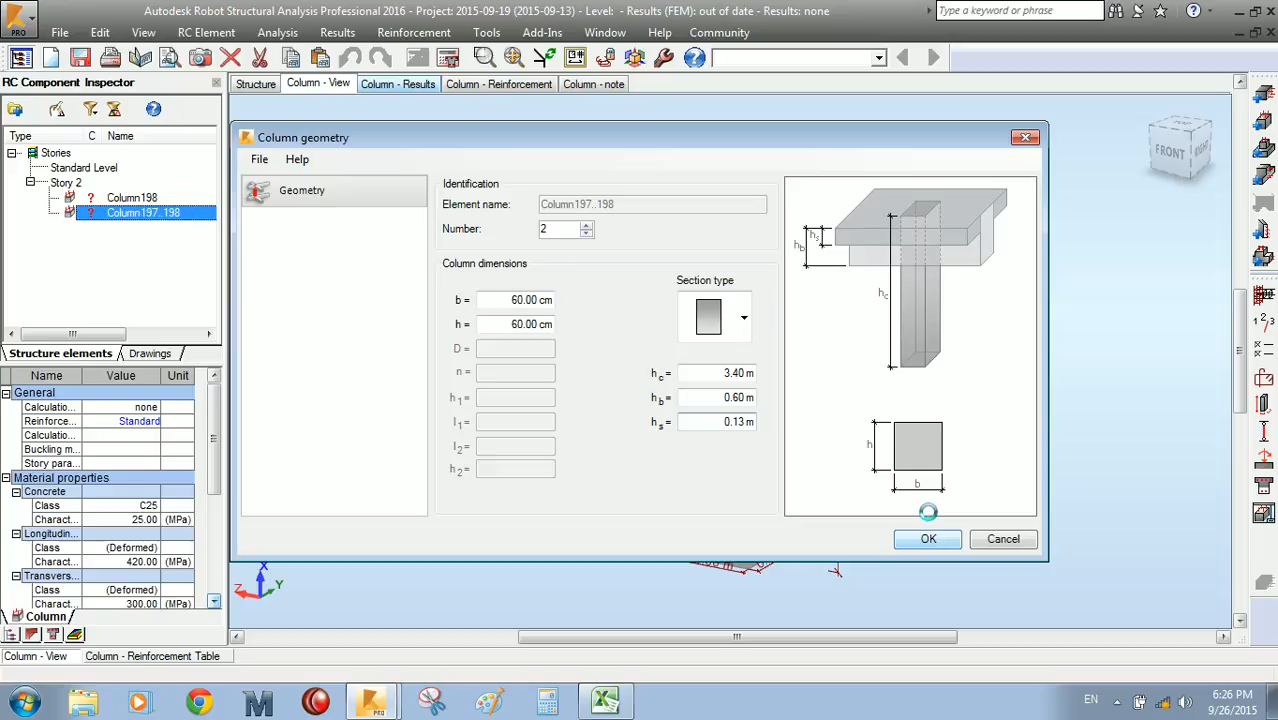 Autodesk Robot Structural Analysis Professional 2016 - Project: 2015-09-19 (2015-09-13) - Level: - Results (FEM): out of date - Results: none
Type a keyword or phrase
PRO
File Edit View RC Element Analysis Results Reinforcement Tools Add-Ins Window Help Community
RC Component Inspector
Structure Column - View Column - Results Column - Reinforcement Column - note
Type C Name
Stories
Standard Level
Story 2
? Column198
? Column197..198
Structure elements Drawings
Name Value Unit
General
Calculatio... none
Reinforce... Standard
Calculatio...
Buckling m...
Story para...
Material properties
Concrete
Class C25
Charact... 25.00 (MPa)
Longitudin...
Class (Deformed)
Charact... 420.00 (MPa)
Transvers...
Class (Deformed)
Charact... 300.00 (MPa)
Column
Column geometry
File Help
Geometry
Identification
Element name: Column197..198
Number: 2
Column dimensions
Section type
b = 60.00 cm
h = 60.00 cm
D =
n =
h1 =
l1 =
l2 =
h2 =
hc = 3.40 m
hb = 0.60 m
hs = 0.13 m
hs
hb
hc
h
b
OK Cancel
FRONT RIGHT
X
Z Y
Column - View Column - Reinforcement Table
EN
6:26 PM
9/26/2015